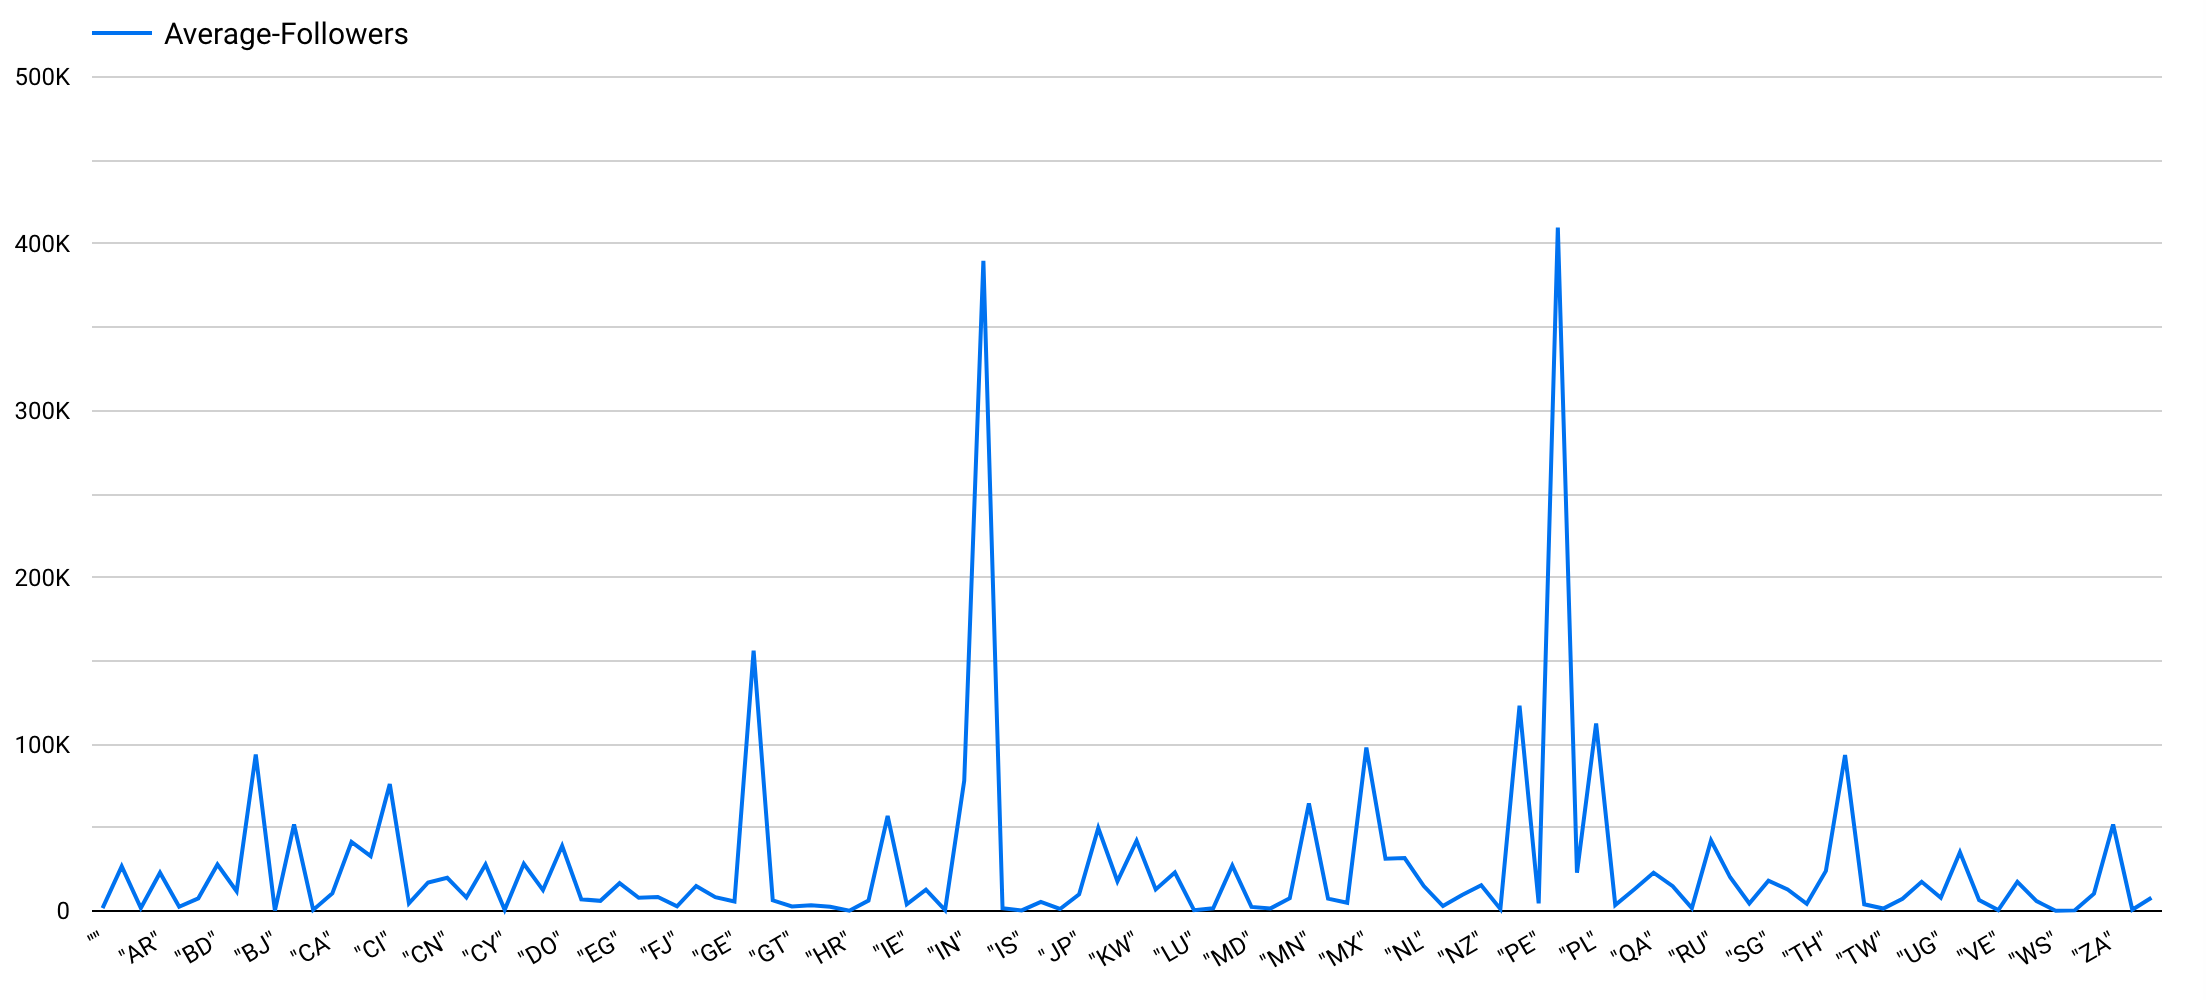 Average-Followers
500K
400K
300K
200K
100K
0
""
"AR"
"BD"
"BJ"
"CA"
"CI"
"CN"
"CY"
"DO"
"EG"
"FJ"
"GE"
"GT"
"HR"
"IE"
"IN"
"IS"
"JP"
"KW"
"LU"
"MD"
"MN"
"MX"
"NL"
"NZ"
"PE"
"PL"
"QA"
"RU"
"SG"
"TH"
"TW"
"UG"
"VE"
"WS"
"ZA"